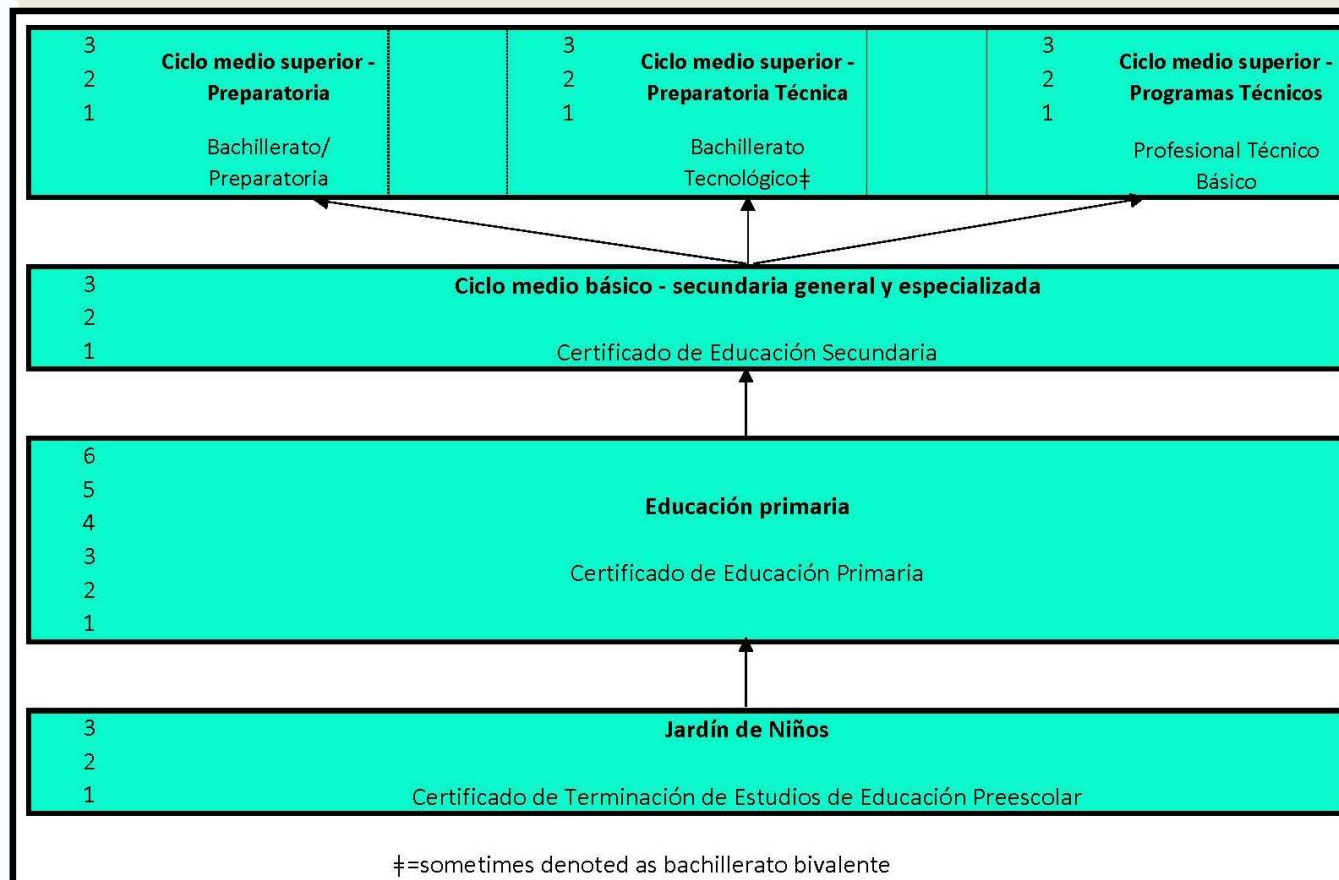 3
2
1
Ciclo medio superior -
Preparatoria
Bachillerato/
Preparatoria
3
2
1
Ciclo medio superior -
Preparatoria Técnica
Bachillerato
Tecnológico‡
3
2
1
Ciclo medio superior -
Programas Técnicos
Profesional Técnico
Básico
3
2
1
Ciclo medio básico - secundaria general y especializada
Certificado de Educación Secundaria
6
5
4
3
2
1
Educación primaria
Certificado de Educación Primaria
3
2
1
Jardín de Niños
Certificado de Terminación de Estudios de Educación Preescolar
‡=sometimes denoted as bachillerato bivalente